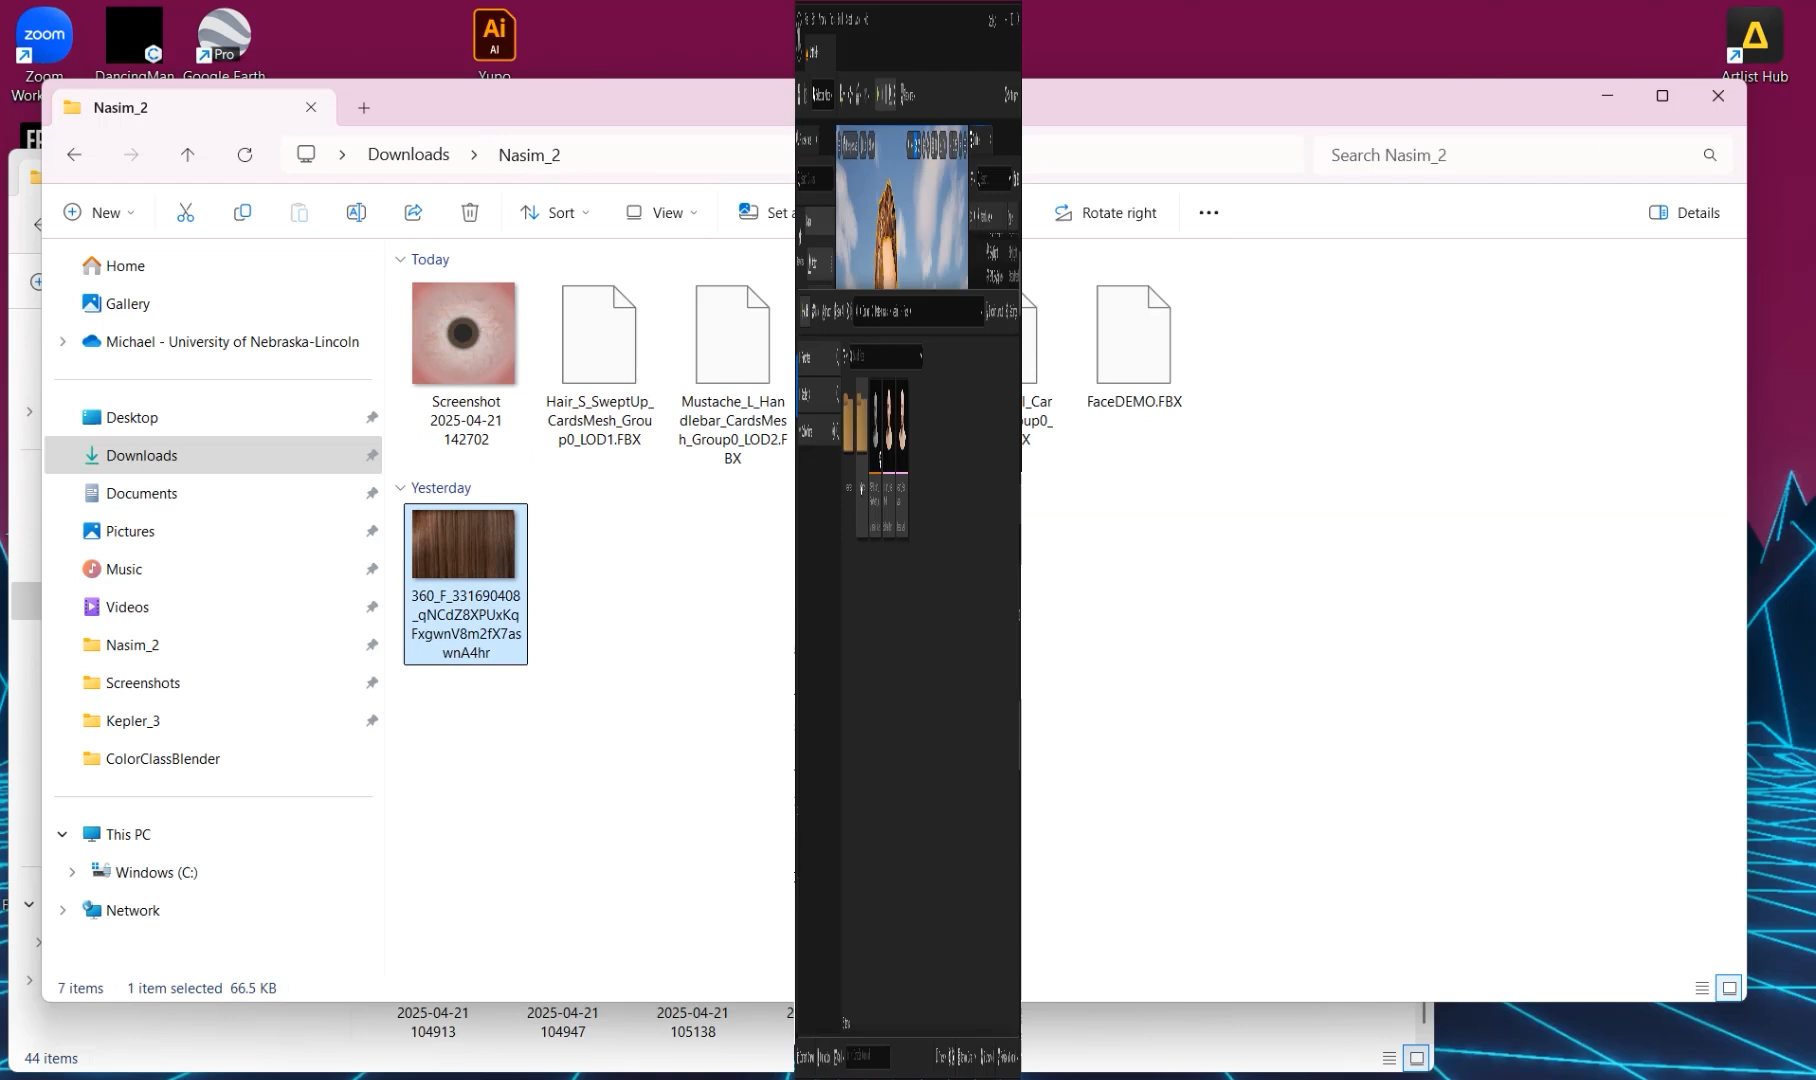 zoom
Pro
Ai
AI
Zoom
DancingMan
Google Earth
Yupo
Artlist Hub
Work
Nasim_2
Downloads
Nasim_2
Search Nasim_2
New
Sort
View
Set a
Rotate right
Details
Home
Gallery
Michael - University of Nebraska-Lincoln
Desktop
Downloads
Documents
Pictures
Music
Videos
Nasim_2
Screenshots
Kepler_3
ColorClassBlender
This PC
Windows (C:)
Network
Today
Screenshot
2025-04-21
142702
Hair_S_SweptUp_
CardsMesh_Grou
p0_LOD1.FBX
Mustache_L_Han
dlebar_CardsMes
h_Group0_LOD2.F
BX
l_Car
up0_
X
FaceDEMO.FBX
Yesterday
360_F_331690408
_qNCdZ8XPUxKq
FxgwnV8m2fX7as
wnA4hr
7 items
1 item selected 66.5 KB
2025-04-21
104913
2025-04-21
104947
2025-04-21
105138
44 items